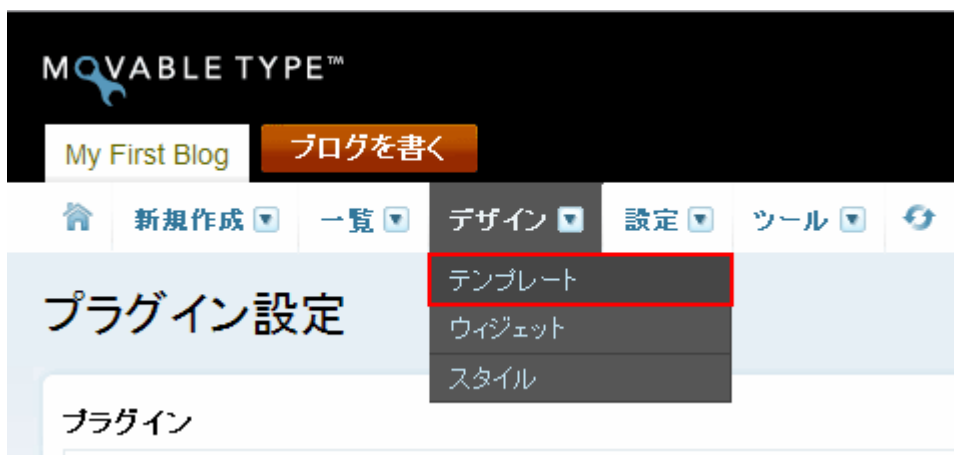 MOVABLE TYPE™
My First Blog ブログを書く
新規作成 一覧 デザイン 設定 ツール
テンプレート
プラグイン設定
ウィジェット
スタイル
プラグイン